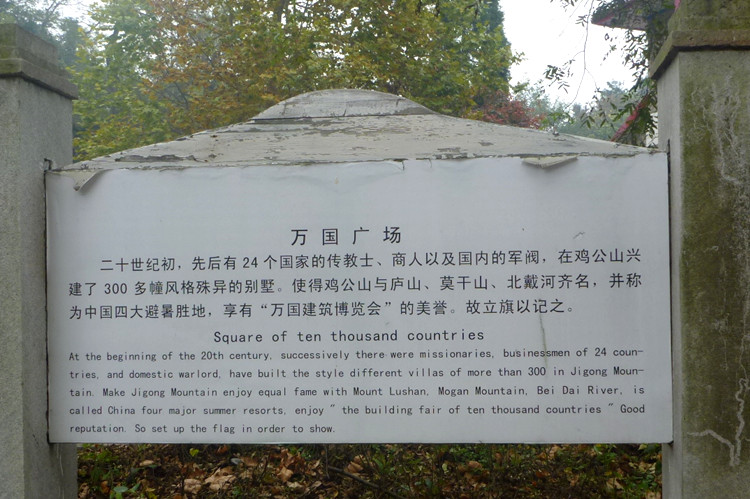 万国广场
二十世纪初，先后有24个国家的传教士、商人以及国内的军阀，在鸡公山兴
建了300多幢风格殊异的别墅。使得鸡公山与庐山、莫干山、北戴河齐名，并称
为中国四大避暑胜地，享有“万国建筑博览会”的美誉。故立旗以记之。
Square of ten thousand countries
At the beginning of the 20th century, successively there were missionaries, businessmen of 24 coun-
tries, and domestic warlord, have built the style different villas of more than 300 in Jigong Moun-
tain. Make Jigong Mountain enjoy equal fame with Mount Lushan, Mogan Mountain, Bei Dai River, is
called China four major summer resorts, enjoy " the building fair of ten thousand countries " Good
reputation. So set up the flag in order to show.